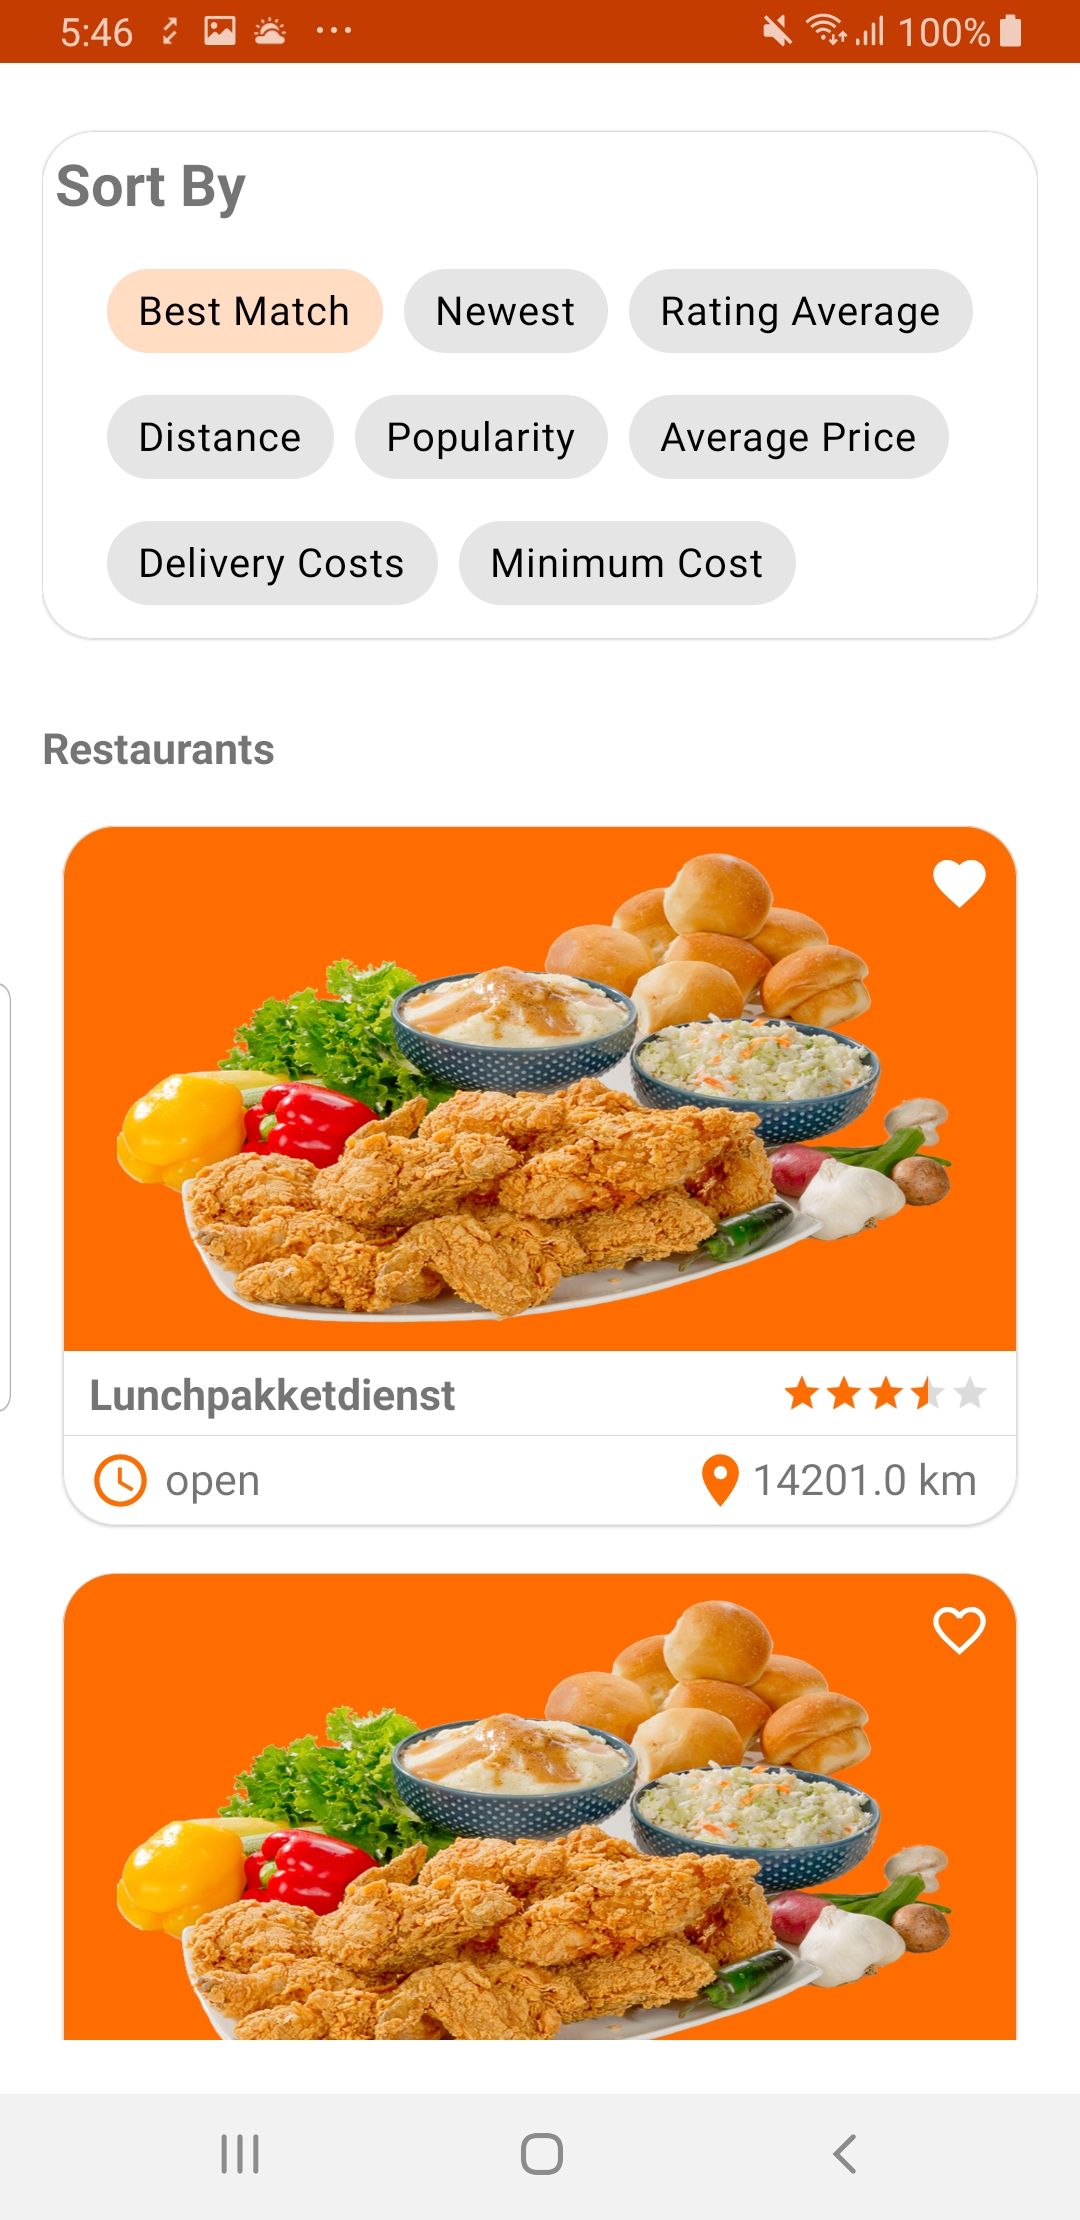 5:46 100%
Sort By
Best Match Newest Rating Average
Distance Popularity Average Price
Delivery Costs Minimum Cost
Restaurants
Lunchpakketdienst
open 14201.0 km